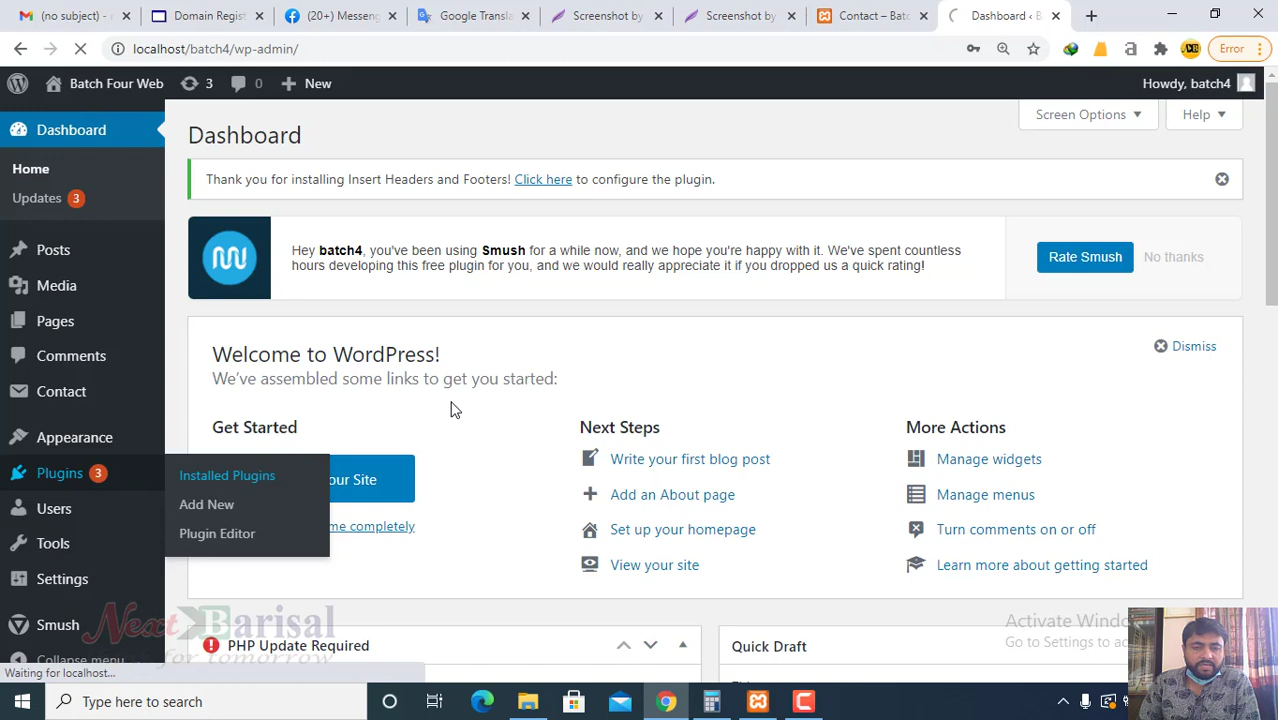 (no subject) -
Domain Regist
(20+) Messeng
Google Transla
Screenshot by
Screenshot by
Contact – Batc
Dashboard ‹ B
localhost/batch4/wp-admin/
Error
Batch Four Web
3
0
New
Howdy, batch4
Dashboard
Home
Updates 3
Posts
Media
Pages
Comments
Contact
Appearance
Plugins 3
Users
Tools
Settings
Smush
Collapse menu
Installed Plugins
Add New
Plugin Editor
Screen Options
Help
Dashboard
Thank you for installing Insert Headers and Footers! Click here to configure the plugin.
Hey batch4, you've been using Smush for a while now, and we hope you're happy with it. We've spent countless
hours developing this free plugin for you, and we would really appreciate it if you dropped us a quick rating!
Rate Smush
No thanks
Welcome to WordPress!
We've assembled some links to get you started:
Dismiss
Get Started
our Site
me completely
Next Steps
Write your first blog post
Add an About page
Set up your homepage
View your site
More Actions
Manage widgets
Manage menus
Turn comments on or off
Learn more about getting started
PHP Update Required
Quick Draft
Activate Windo
Go to Settings to ac
Next Barisal
for tomorrow
Waiting for localhost...
Type here to search